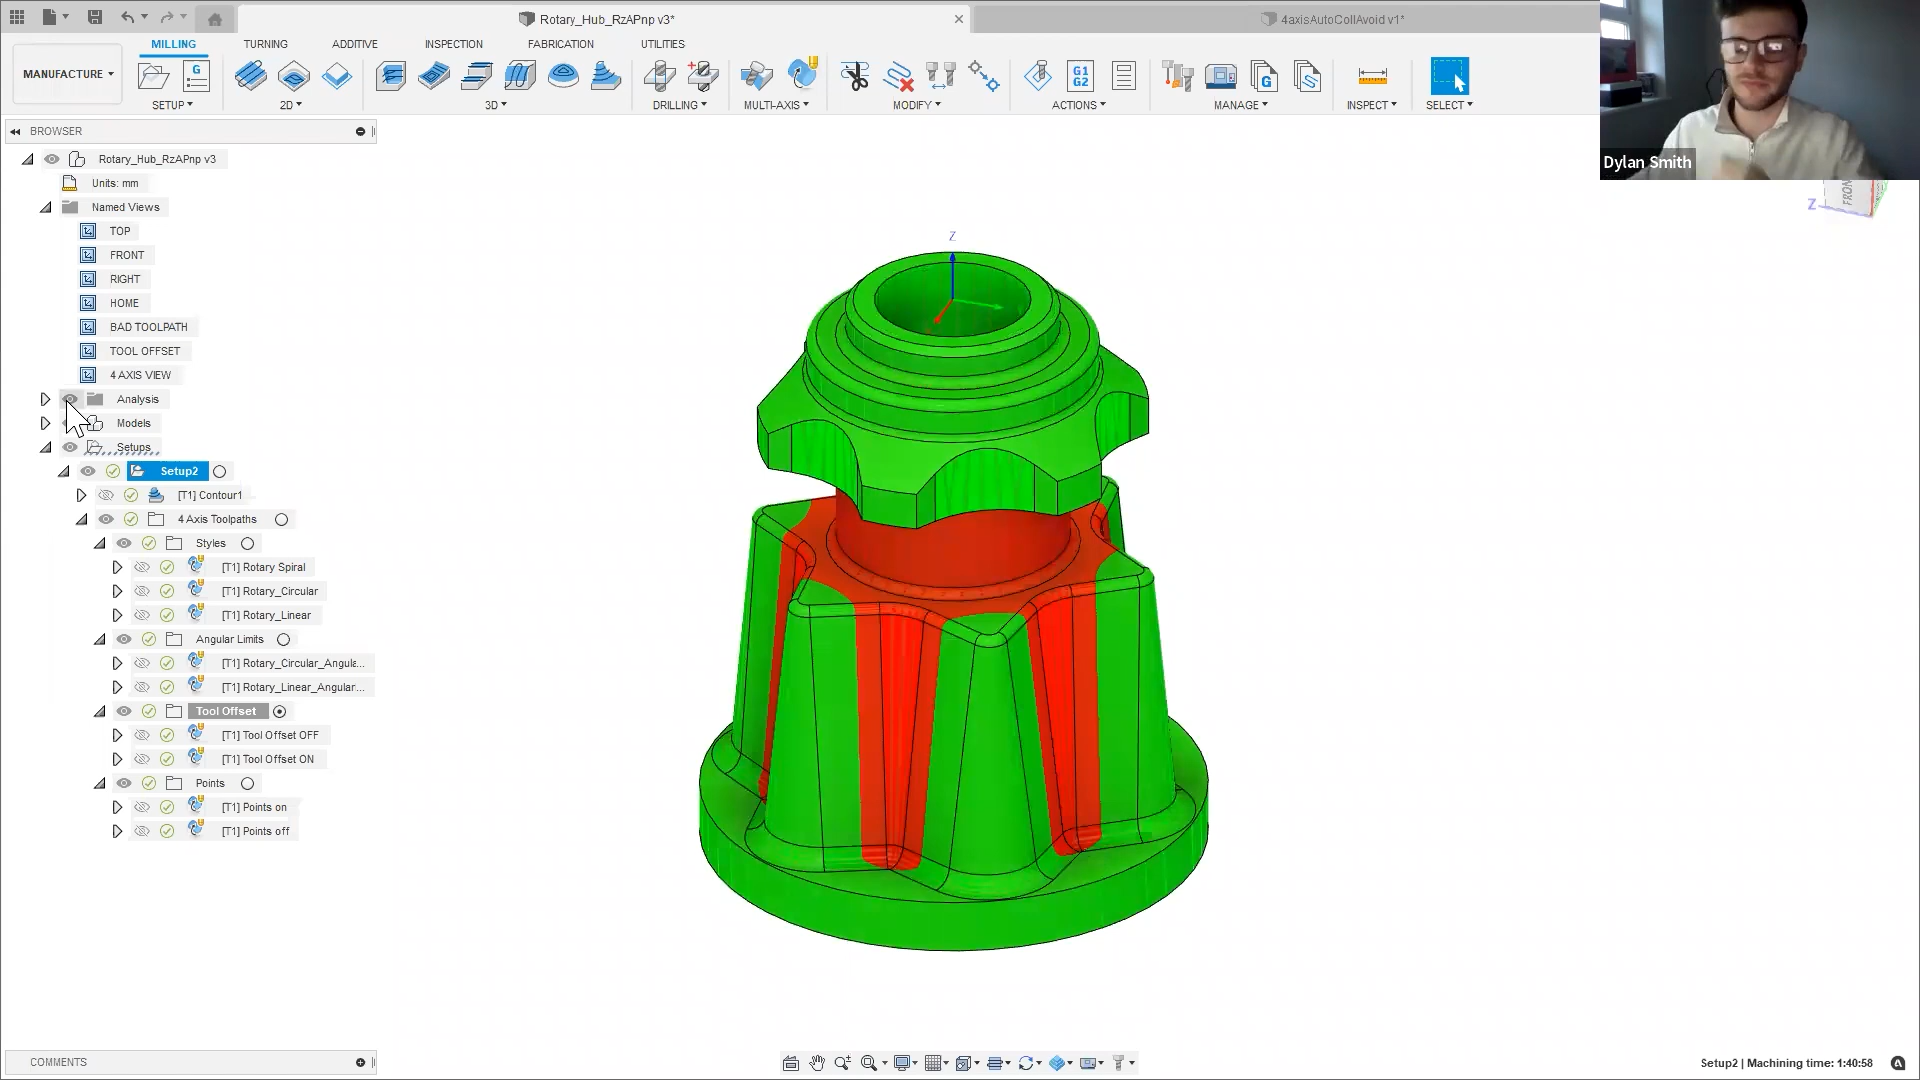 Rotary_Hub_RzAPnp v3*
4axisAutoCollAvoid v1*
MILLING
TURNING
ADDITIVE
INSPECTION
FABRICATION
UTILITIES
MANUFACTURE
G
G1
G2
G
SETUP
2D
3D
DRILLING
MULTI-AXIS
MODIFY
ACTIONS
MANAGE
INSPECT
SELECT
Dylan Smith
BROWSER
Rotary_Hub_RzAPnp v3
Units: mm
Named Views
TOP
FRONT
RIGHT
HOME
BAD TOOLPATH
TOOL OFFSET
4 AXIS VIEW
Analysis
Models
Setups
Setup2
[T1] Contour1
4 Axis Toolpaths
Styles
[T1] Rotary Spiral
[T1] Rotary_Circular
[T1] Rotary_Linear
Angular Limits
[T1] Rotary_Circular_Angula...
[T1] Rotary_Linear_Angular...
Tool Offset
[T1] Tool Offset OFF
[T1] Tool Offset ON
Points
[T1] Points on
[T1] Points off
Z
Z
FRON
COMMENTS
Setup2 | Machining time: 1:40:58